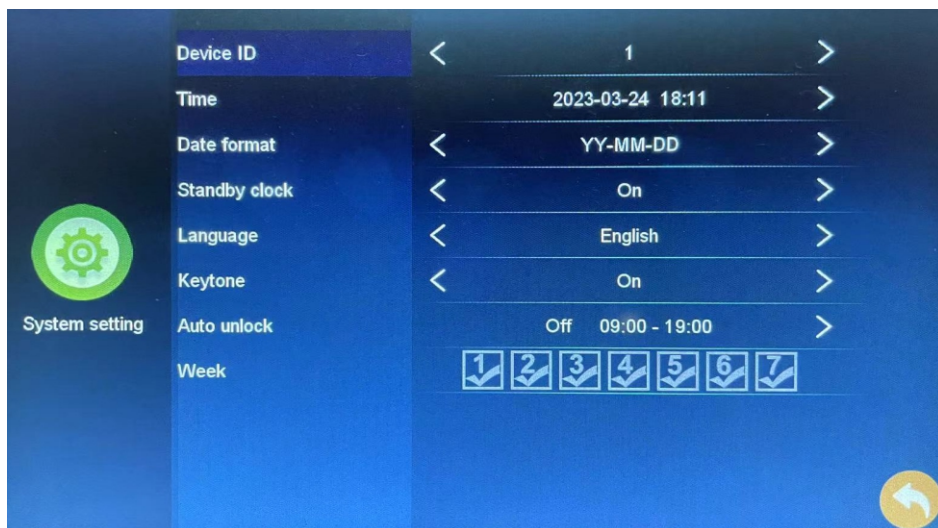 Device ID 1
Time 2023-03-24 18:11
Date format YY-MM-DD
Standby clock On
Language English
Keytone On
System setting
Auto unlock Off 09:00 - 19:00
Week 1 2 3 4 5 6 7